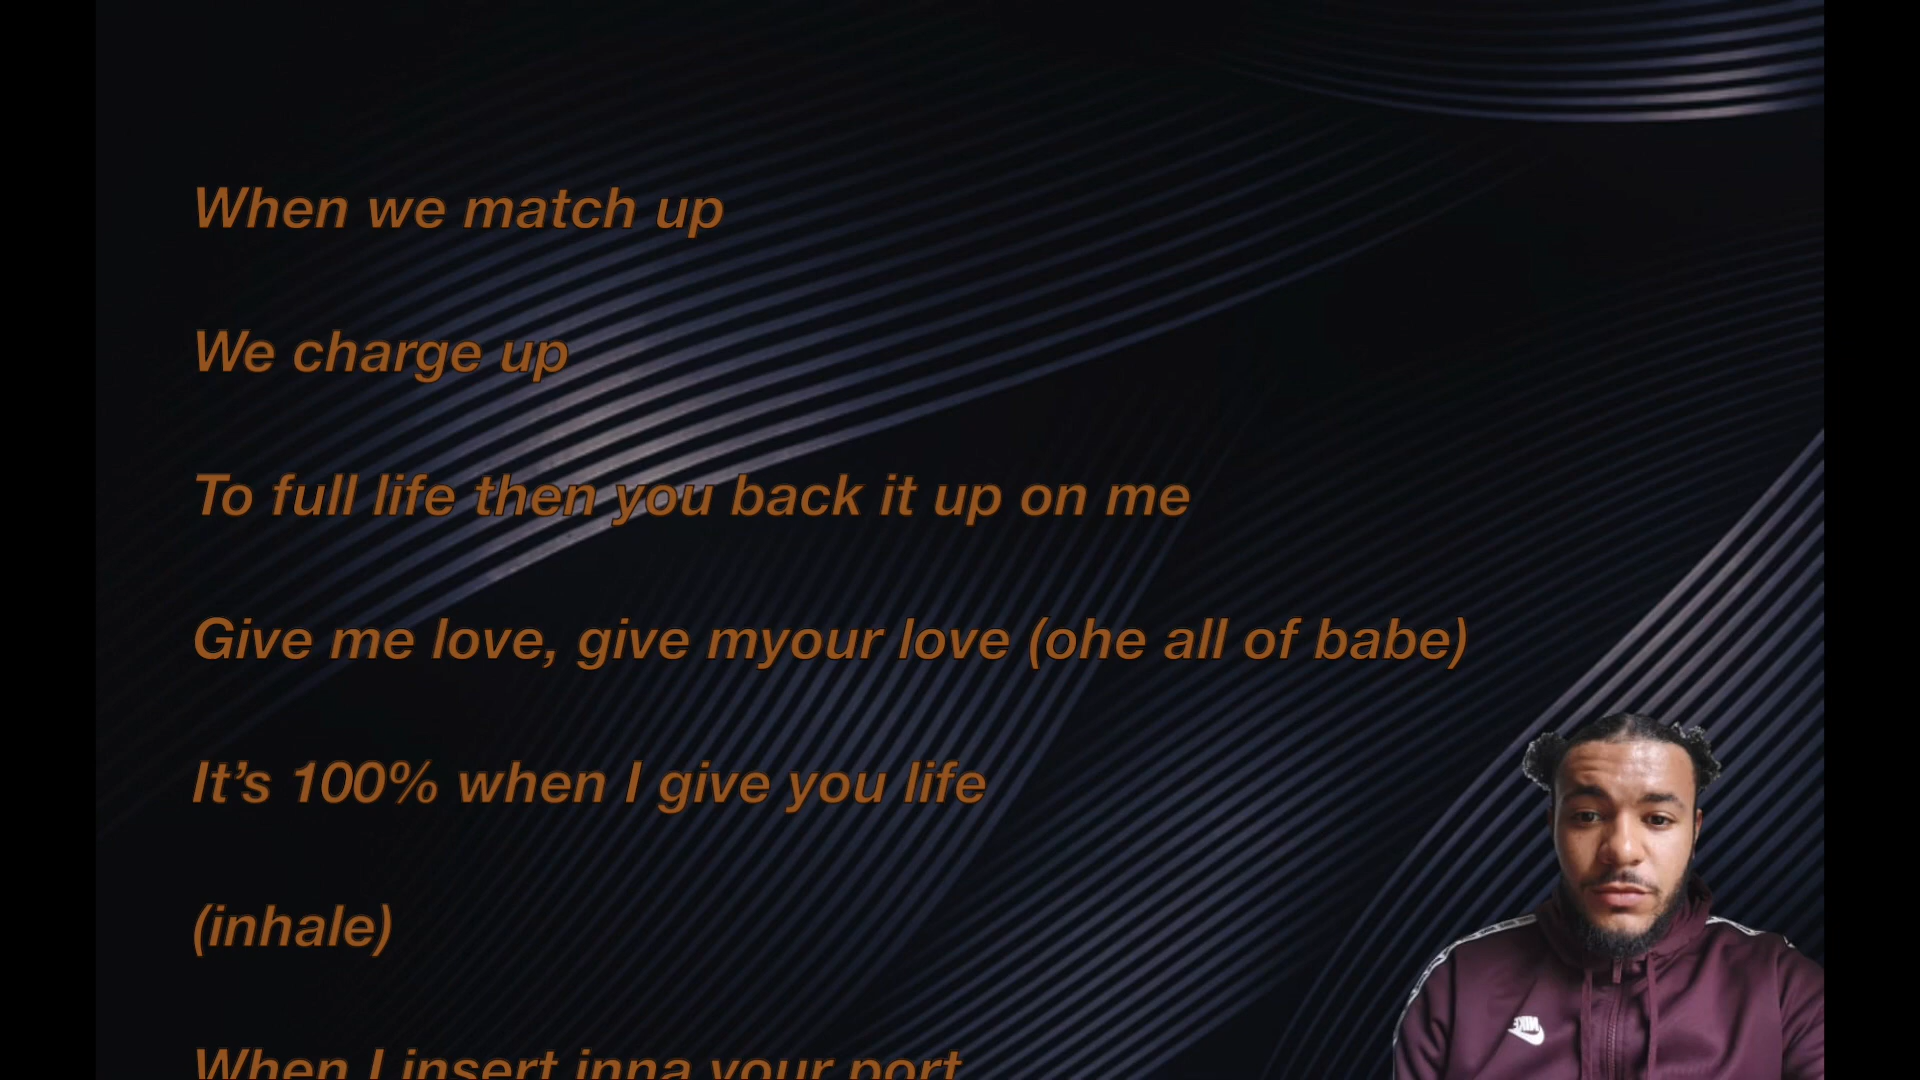 When we match up
We charge up
To full life then you back it up on me
Give me love, give myour love (ohe all of babe)
It’s 100% when I give you life
(inhale)
When I insert inna your port
NIKE